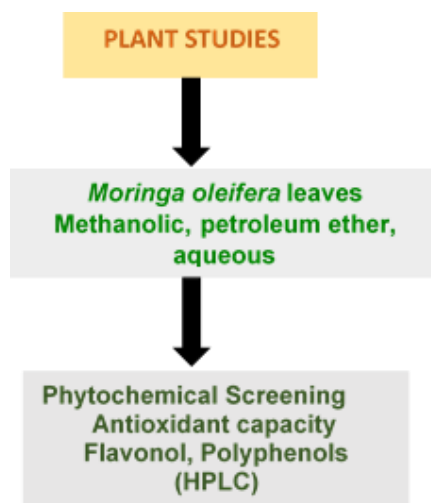 PLANT STUDIES
Moringa oleifera leaves
Methanolic, petroleum ether,
aqueous
Phytochemical Screening
Antioxidant capacity
Flavonol, Polyphenols
(HPLC)